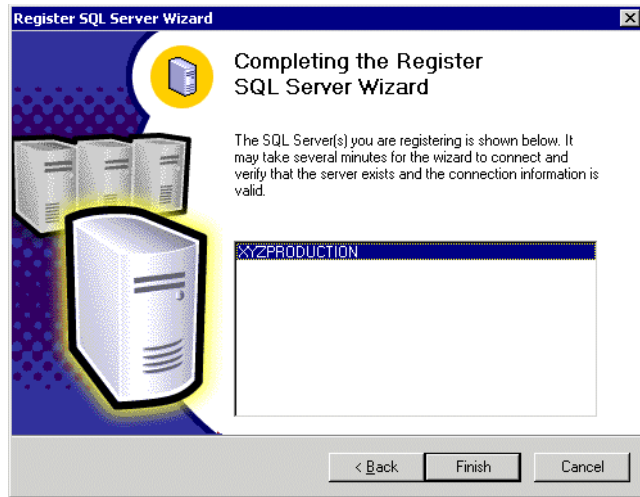 Register SQL Server Wizard
Completing the Register
SQL Server Wizard
The SQL Server(s) you are registering is shown below. It
may take several minutes for the wizard to connect and
verify that the server exists and the connection information is
valid.
XYZPRODUCTION
< Back
Finish
Cancel